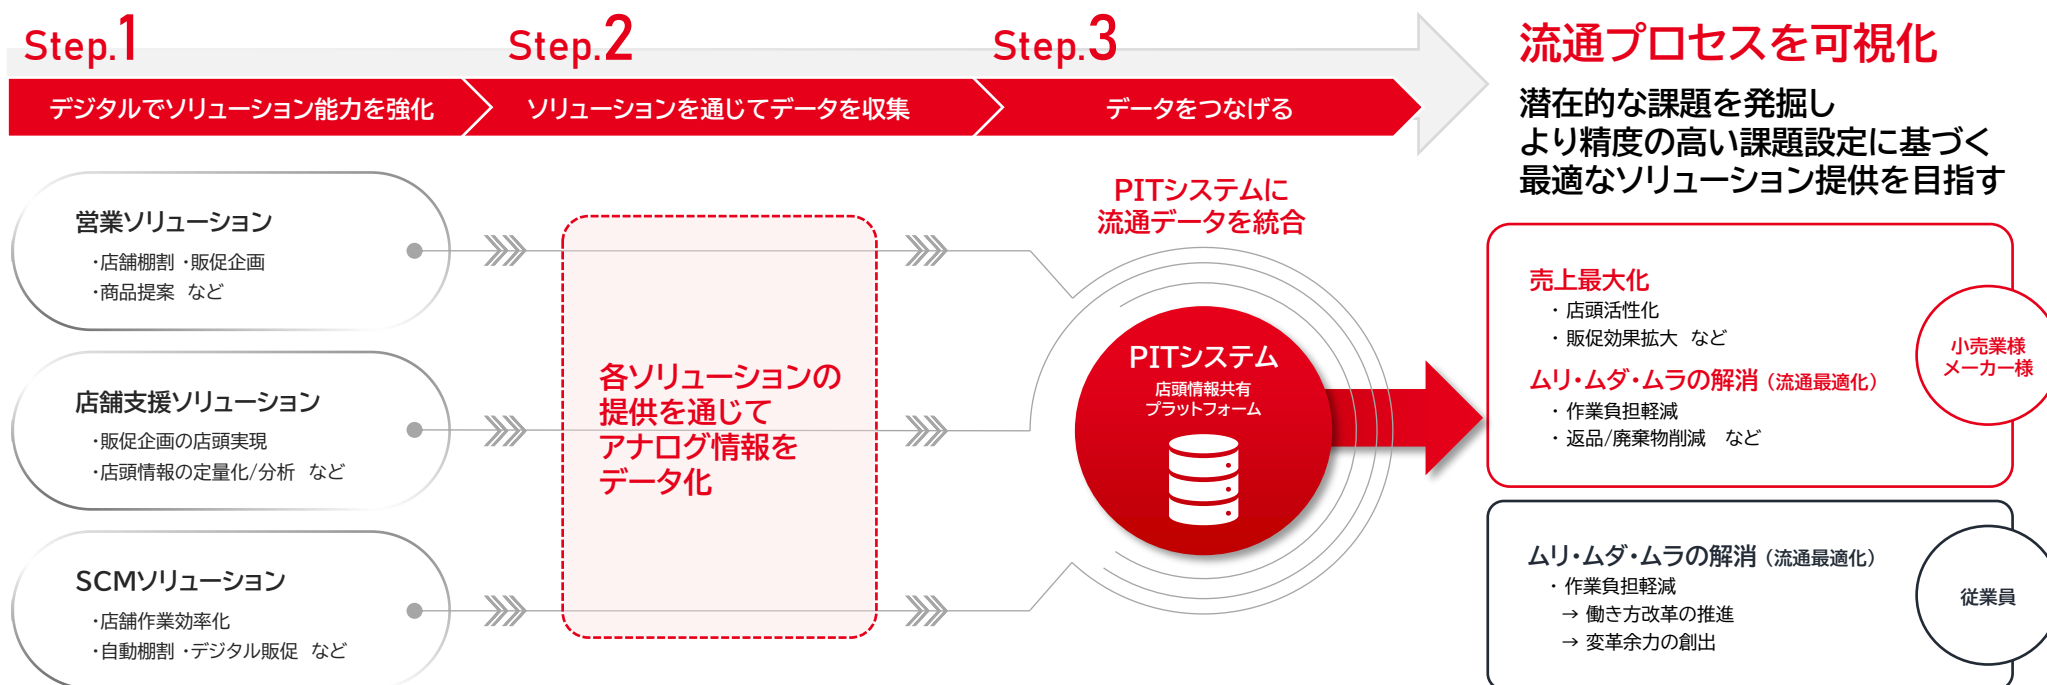 Step.1
Step.2
Step.3
デジタルでソリューション能力を強化
ソリューションを通じてデータを収集
データをつなげる
流通プロセスを可視化
潜在的な課題を発掘し
より精度の高い課題設定に基づく
最適なソリューション提供を目指す
営業ソリューション
・店舗棚割 ・販促企画
・商品提案 など
店舗支援ソリューション
・販促企画の店頭実現
・店頭情報の定量化/分析 など
SCMソリューション
・店舗作業効率化
・自動棚割 ・デジタル販促 など
各ソリューションの
提供を通じて
アナログ情報を
データ化
PITシステムに
流通データを統合
PITシステム
店頭情報共有
プラットフォーム
売上最大化
・ 店頭活性化
・ 販促効果拡大 など
ムリ・ムダ・ムラの解消（流通最適化）
・ 作業負担軽減
・ 返品/廃棄物削減 など
小売業様
メーカー様
ムリ・ムダ・ムラの解消（流通最適化）
・ 作業負担軽減
→ 働き方改革の推進
→ 変革余力の創出
従業員